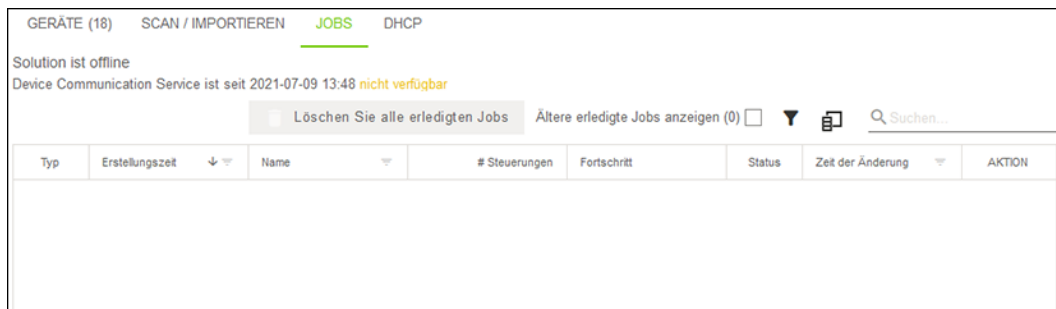 GERÄTE (18) SCAN / IMPORTIEREN JOBS DHCP
Solution ist offline
Device Communication Service ist seit 2021-07-09 13:48 nicht verfügbar
Löschen Sie alle erledigten Jobs Ältere erledigte Jobs anzeigen (0) Suchen...
Typ Erstellungszeit Name # Steuerungen Fortschritt Status Zeit der Änderung AKTION